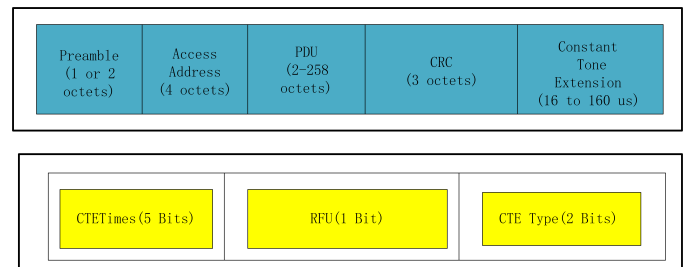 Preamble
(1 or 2
octets)
Access
Address
(4 octets)
PDU
(2-258
octets)
CRC
(3 octets)
Constant
Tone
Extension
(16 to 160 us)
CTETimes(5 Bits)
RFU(1 Bit)
CTE Type(2 Bits)